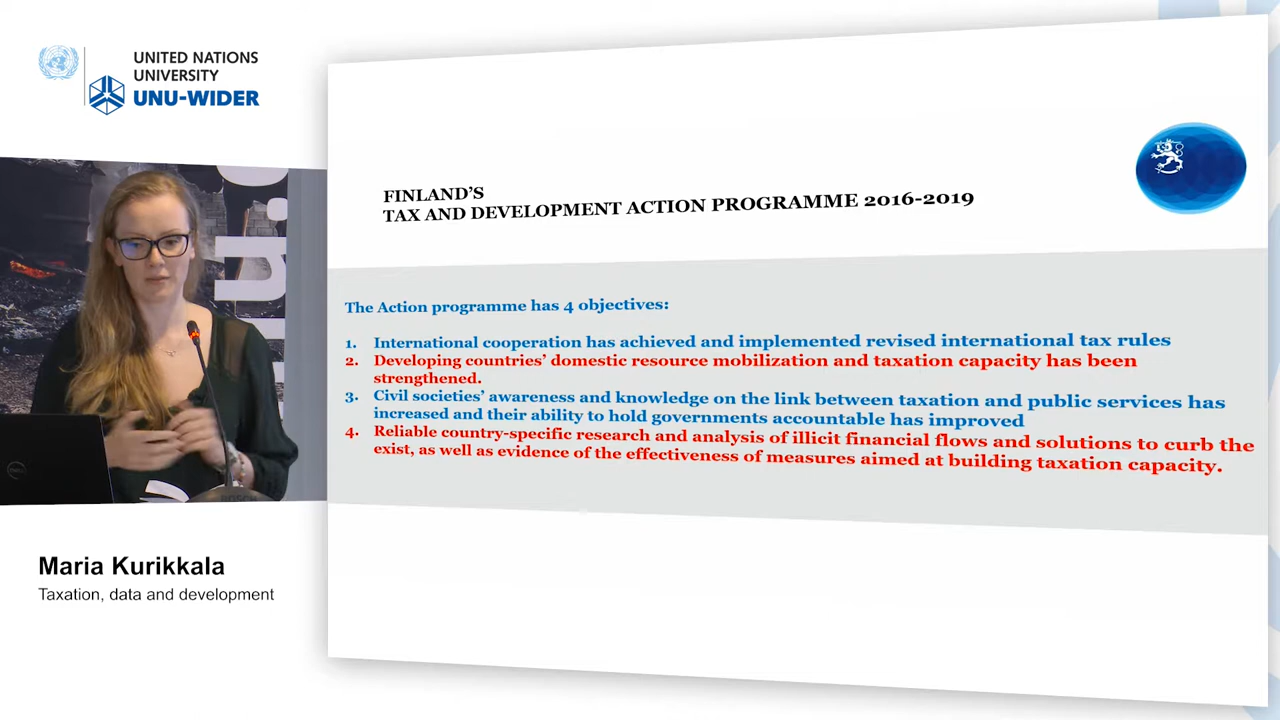 UNITED NATIONS
UNIVERSITY
UNU-WIDER
FINLAND'S
TAX AND DEVELOPMENT ACTION PROGRAMME 2016-2019
The Action programme has 4 objectives:
1. International cooperation has achieved and implemented revised international tax rules
2. Developing countries' domestic resource mobilization and taxation capacity has been
strengthened.
3. Civil societies' awareness and knowledge on the link between taxation and public services has
increased and their ability to hold governments accountable has improved
4. Reliable country-specific research and analysis of illicit financial flows and solutions to curb the
exist, as well as evidence of the effectiveness of measures aimed at building taxation capacity.
BOSCH
Maria Kurikkala
Taxation, data and development